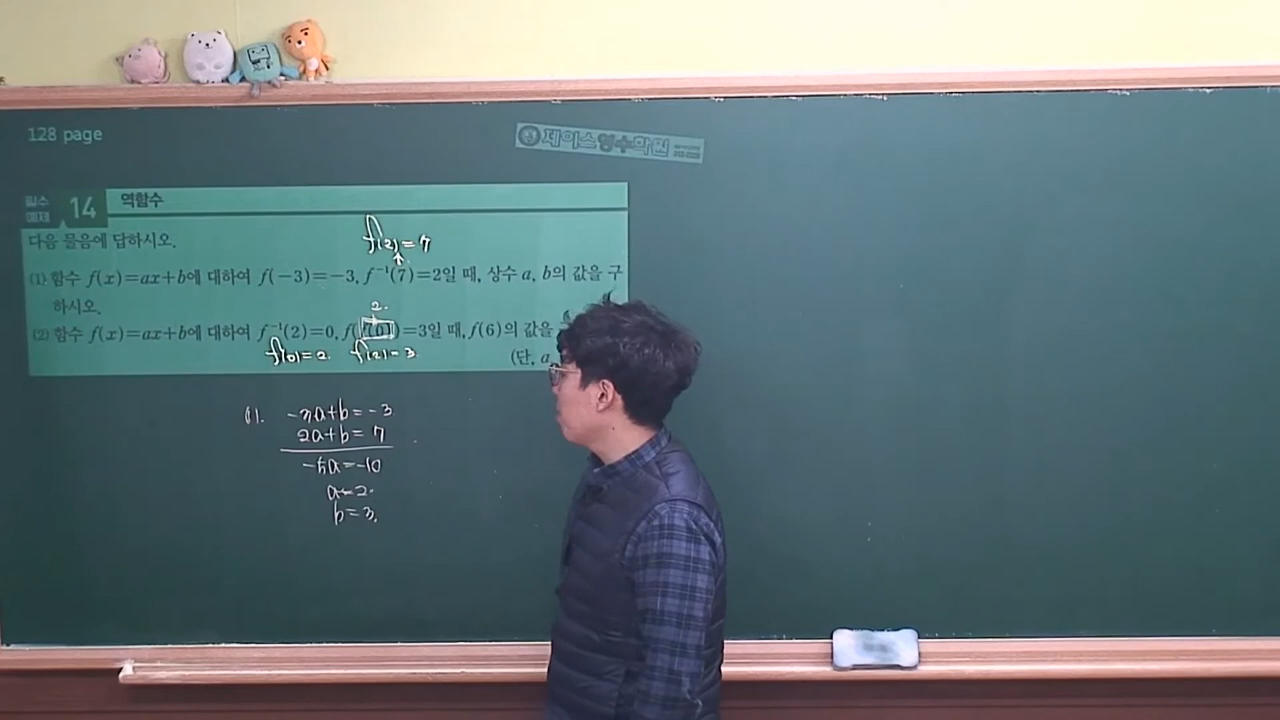 128 page
제이스영수학원
필수 예제 14 역함수
다음 물음에 답하시오.
f(2)=7
(1) 함수 f(x)=ax+b에 대하여 f(-3)=-3, f⁻¹(7)=2일 때, 상수 a, b의 값을 구
하시오.
2.
(2) 함수 f(x)=ax+b에 대하여 f⁻¹(2)=0, f(f(0))=3일 때, f(6)의 값을
f(0)=2. f(2)=3.
(단, a,
(1). -3a+b=-3
2a+b=7
-5a=-10
a=2.
b=3.